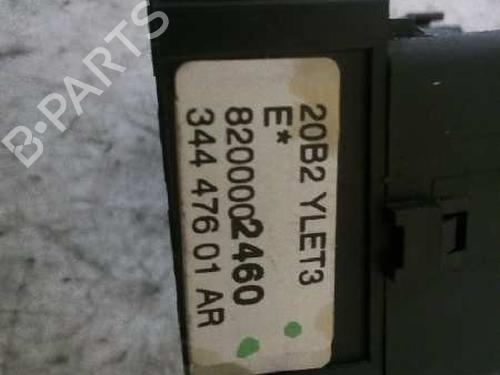 B-PARTS
20B2 YLET3
E*
8200002460
344 476 01 AR